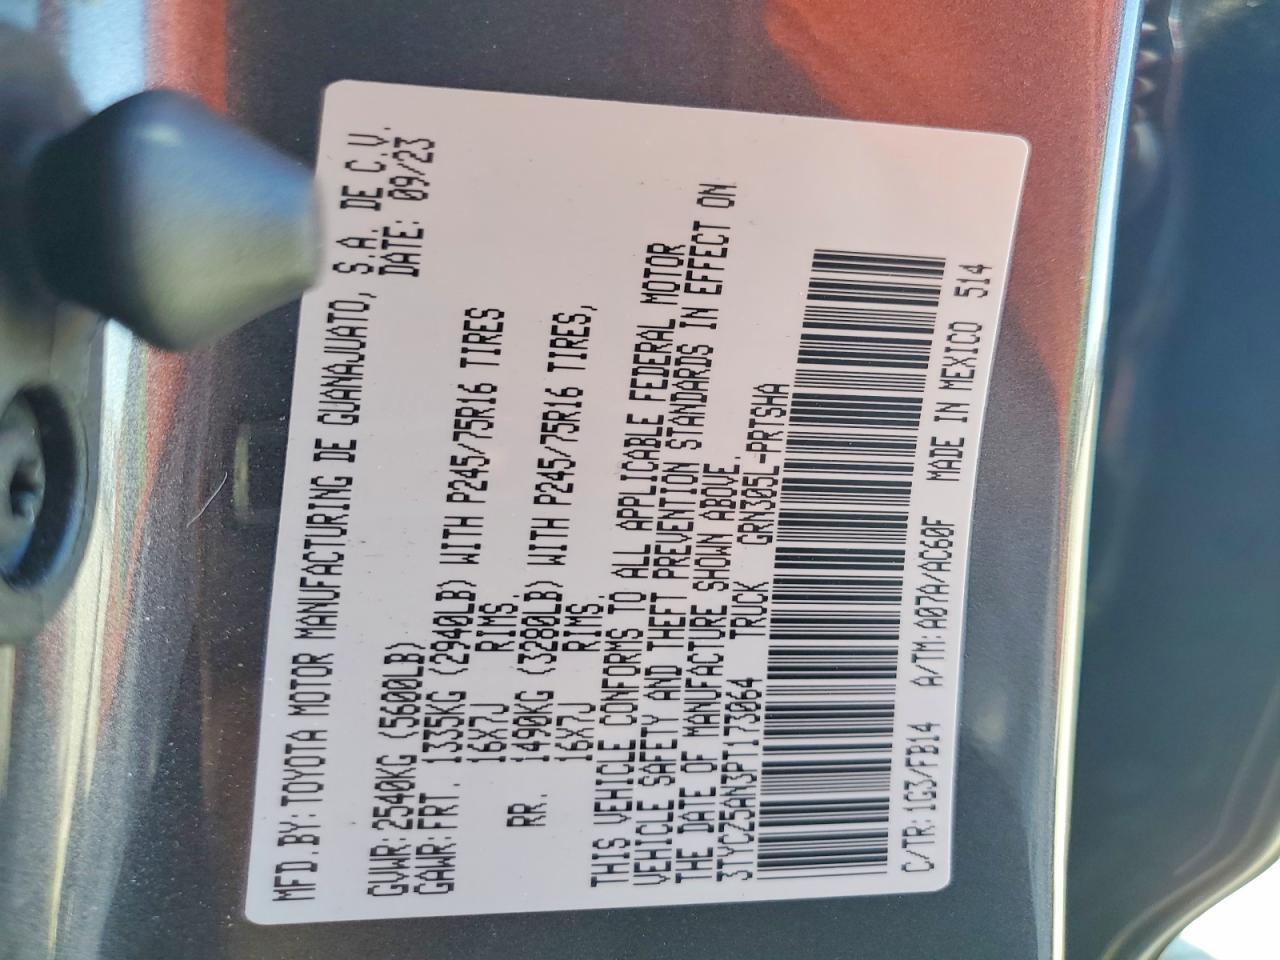 MFD.BY:TOYOTA MOTOR MANUFACTURING DE GUANAJUATO, S.A. DE C.V.
DATE: 09/23
GVWR:2540KG (5600LB)
GAWR:FRT. 1335KG (2940LB) WITH P245/75R16 TIRES
16X7J RIMS,
RR. 1490KG (3280LB) WITH P245/75R16 TIRES,
16X7J RIMS,
THIS VEHICLE CONFORMS TO ALL APPLICABLE FEDERAL MOTOR
VEHICLE SAFETY AND THEFT PREVENTION STANDARDS IN EFFECT ON
THE DATE OF MANUFACTURE SHOWN ABOVE.
3TYCZ5AN3PT173064 TRUCK GRN305L-PRTSHA
C/TR:1G3/FB14 A/TM:A07A/AC60F MADE IN MEXICO 514